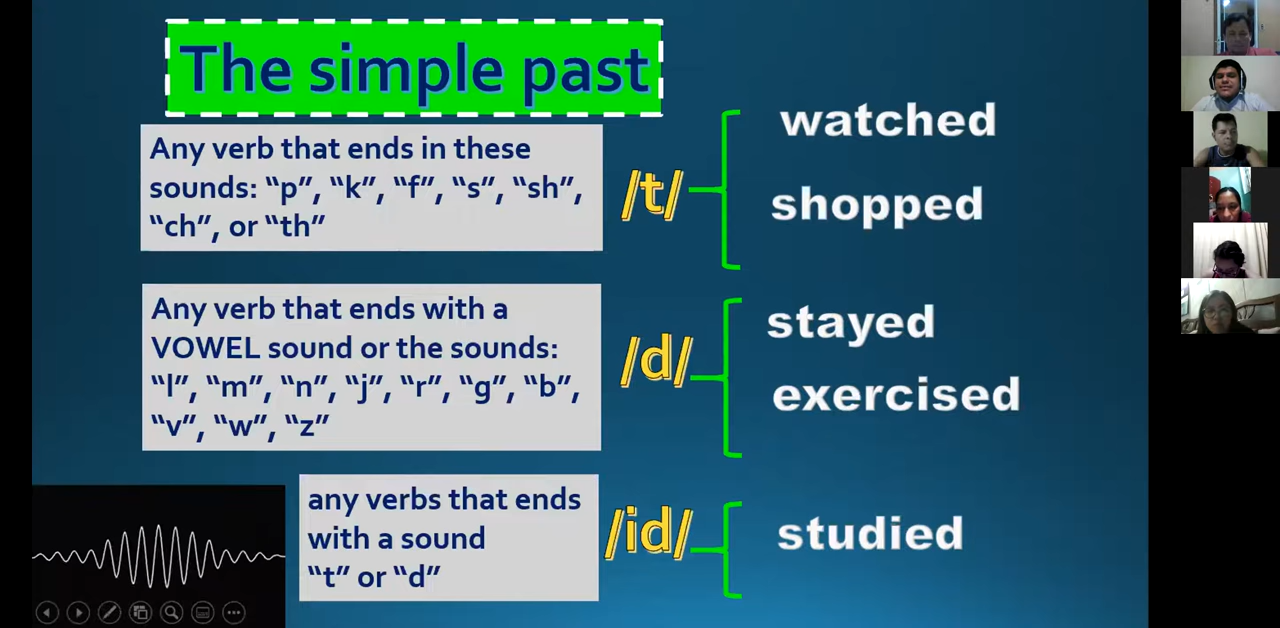 The simple past
Any verb that ends in these
sounds: “p”, “k”, “f”, “s”, “sh”,
“ch”, or “th”
/t/
watched
shopped
Any verb that ends with a
VOWEL sound or the sounds:
“l”, “m”, “n”, “j”, “r”, “g”, “b”,
“v”, “w”, “z”
/d/
stayed
exercised
any verbs that ends
with a sound
“t” or “d”
/id/
studied